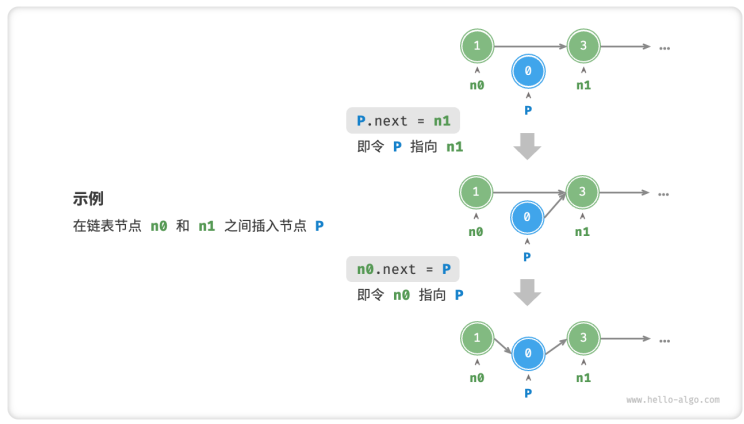 1 3 ...
0
n0 n1
P
P.next = n1
即令 P 指向 n1
1 3 ...
0
示例
n0 n1
在链表节点 n0 和 n1 之间插入节点 P
P
n0.next = P
即令 n0 指向 P
1 3 ...
0
n0 n1
P
www.hello-algo.com